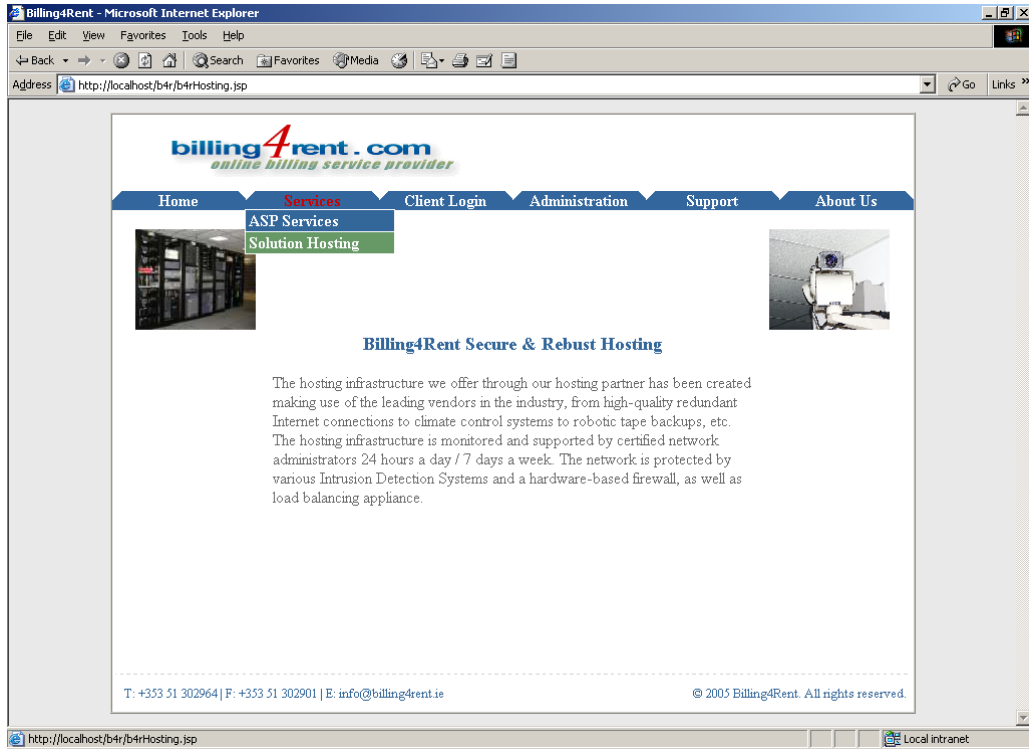 Billing4Rent - Microsoft Internet Explorer
File Edit View Favorites Tools Help
Back Search Favorites Media
Address http://localhost/b4r/b4rHosting.jsp Go Links »
billing4rent.com
online billing service provider
Home Services Client Login Administration Support About Us
ASP Services
Solution Hosting
Billing4Rent Secure & Rebust Hosting
The hosting infrastructure we offer through our hosting partner has been created
making use of the leading vendors in the industry, from high-quality redundant
Internet connections to climate control systems to robotic tape backups, etc.
The hosting infrastructure is monitored and supported by certified network
administrators 24 hours a day / 7 days a week. The network is protected by
various Intrusion Detection Systems and a hardware-based firewall, as well as
load balancing appliance.
T: +353 51 302964 | F: +353 51 302901 | E: info@billing4rent.ie © 2005 Billing4Rent. All rights reserved.
http://localhost/b4r/b4rHosting.jsp Local intranet